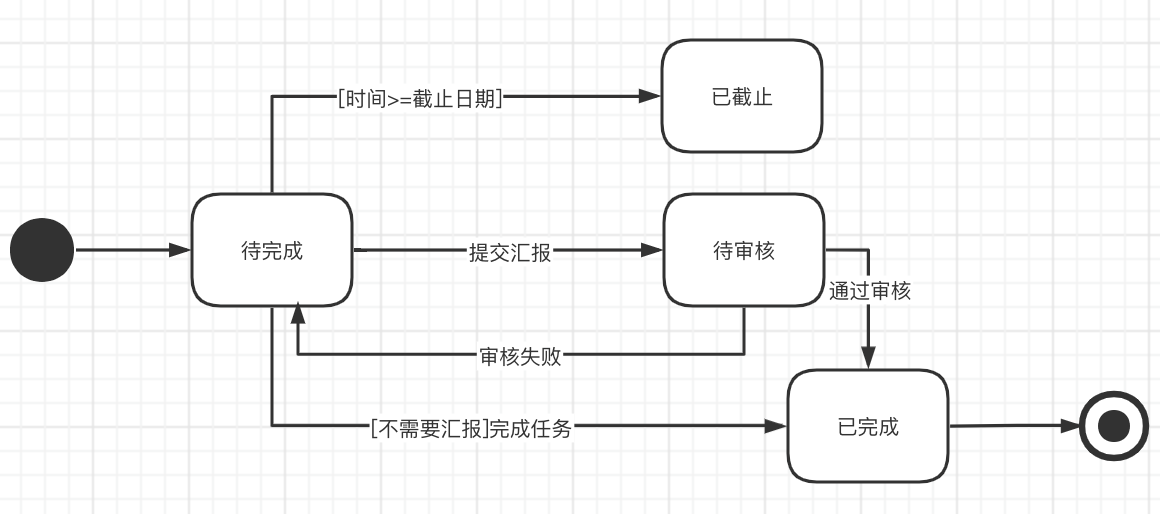 [时间>=截止日期]
已截止
待完成
提交汇报
待审核
通过审核
审核失败
[不需要汇报]完成任务
已完成